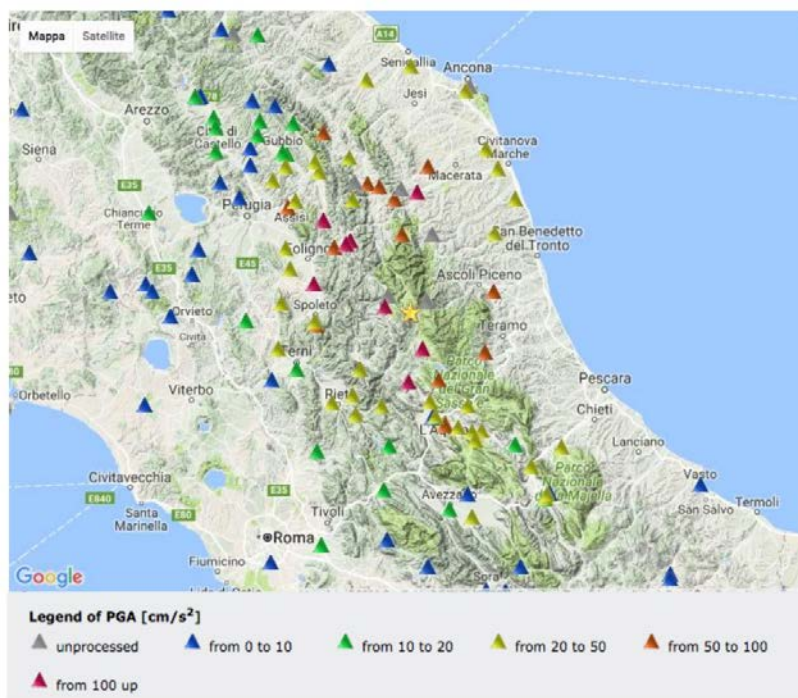 Mappa
Satellite
A14
Senigallia
Ancona
Jesi
Arezzo
Città di
Castello
Gubbio
Civitanova
Marche
Siena
Macerata
E35
Perugia
Chianciano
Terme
Assisi
San Benedetto
del Tronto
Foligno
E35
E45
Ascoli Piceno
Orvieto
Spoleto
Civita
Teramo
Terni
Parco
Nazionale
del Gran
Pescara
Orbetello
Viterbo
Rieti
Chieti
L'Aq
Lanciano
Parco
Nazionale
della Majella
Civitavecchia
E840
E35
Avezzano
Vasto
Santa
Marinella
E80
Tivoli
San Salvo
Termoli
Roma
Fiumicino
Sora
Google
Legend of PGA [cm/s²]
unprocessed
from 0 to 10
from 10 to 20
from 20 to 50
from 50 to 100
from 100 up